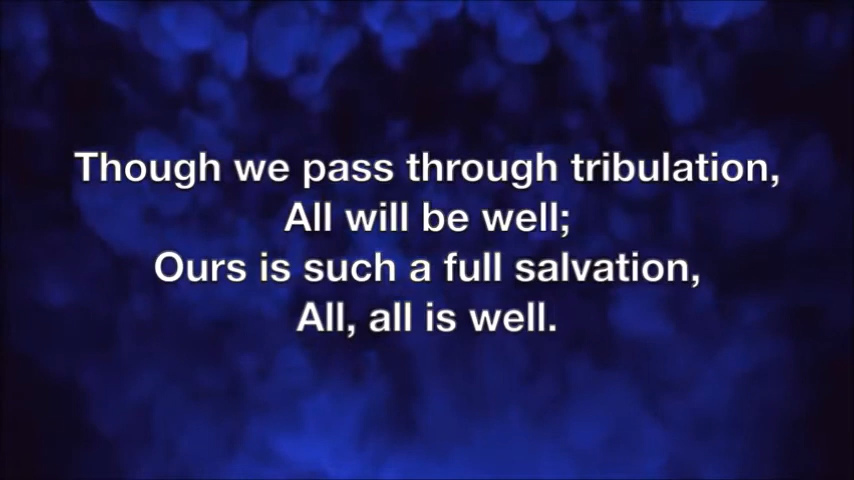 Though we pass through tribulation,
All will be well;
Ours is such a full salvation,
All, all is well.